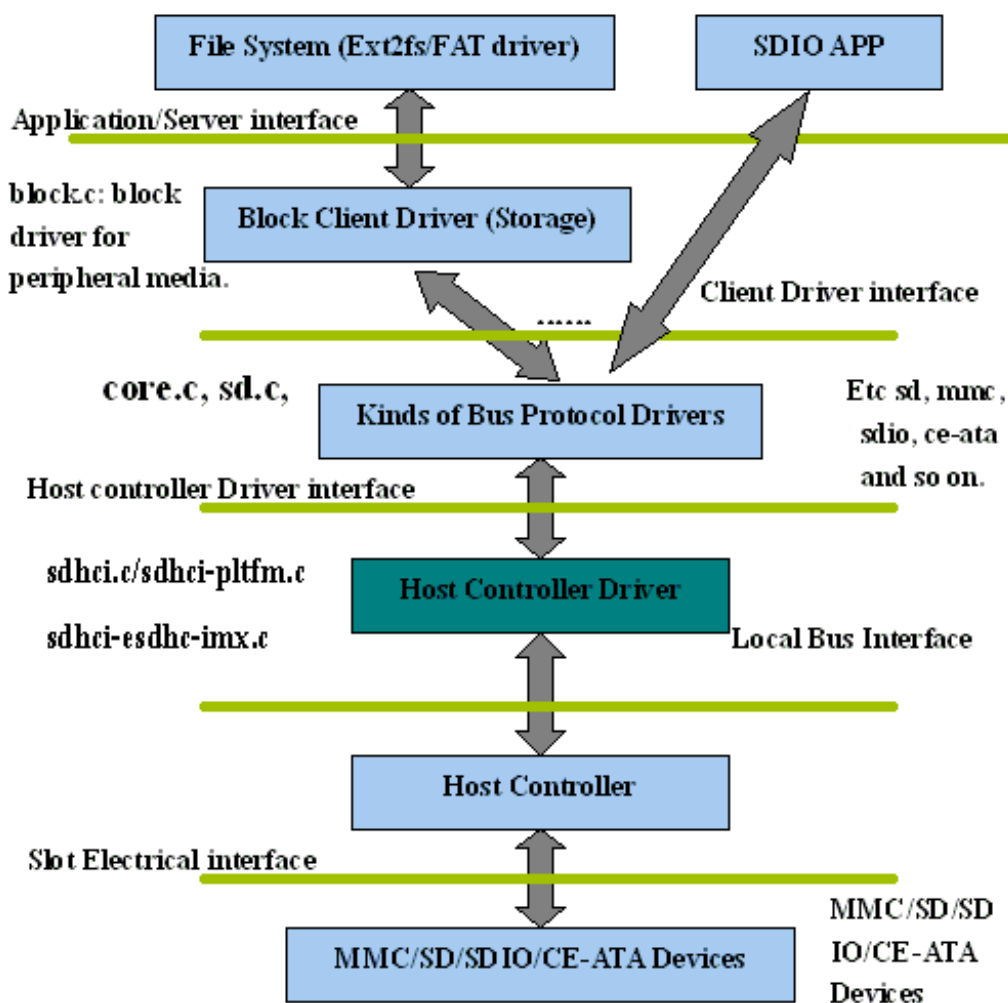 File System (Ext2fs/FAT driver)
SDIO APP
Application/Server interface
block.c: block
driver for
peripheral media.
Block Client Driver (Storage)
Client Driver interface
......
core.c, sd.c,
Kinds of Bus Protocol Drivers
Etc sd, mmc,
sdio, ce-ata
and so on.
Host controller Driver interface
sdhci.c/sdhci-pltfm.c
Host Controller Driver
sdhci-esdhc-imx.c
Local Bus Interface
Host Controller
Slot Electrical interface
MMC/SD/SDIO/CE-ATA Devices
MMC/SD/SD
IO/CE-ATA
Devices